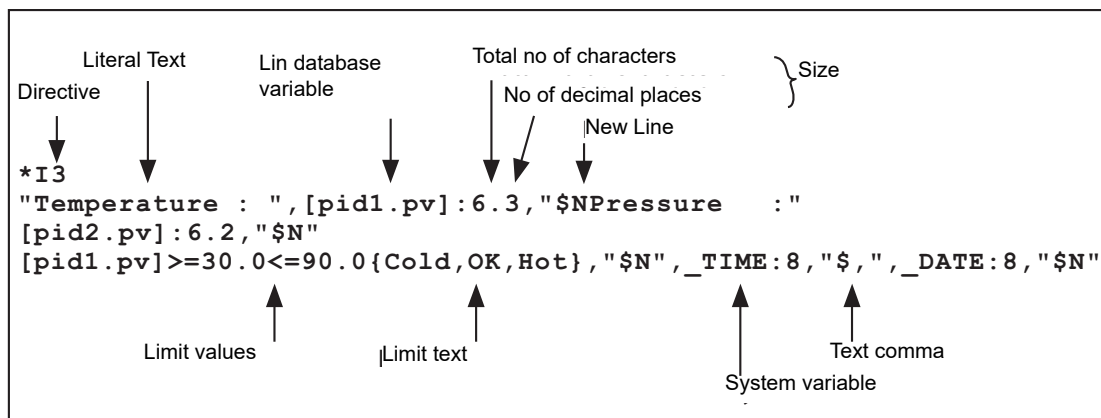 Literal Text
Lin database
variable
Total no of characters
Size
Directive
No of decimal places
New Line
*I3
"Temperature : ",[pid1.pv]:6.3,"$NPressure   :"
[pid2.pv]:6.2,"$N"
[pid1.pv]>=30.0<=90.0{Cold,OK,Hot},"$N",_TIME:8,"$,",_DATE:8,"$N"
Limit values
Limit text
Text comma
System variable